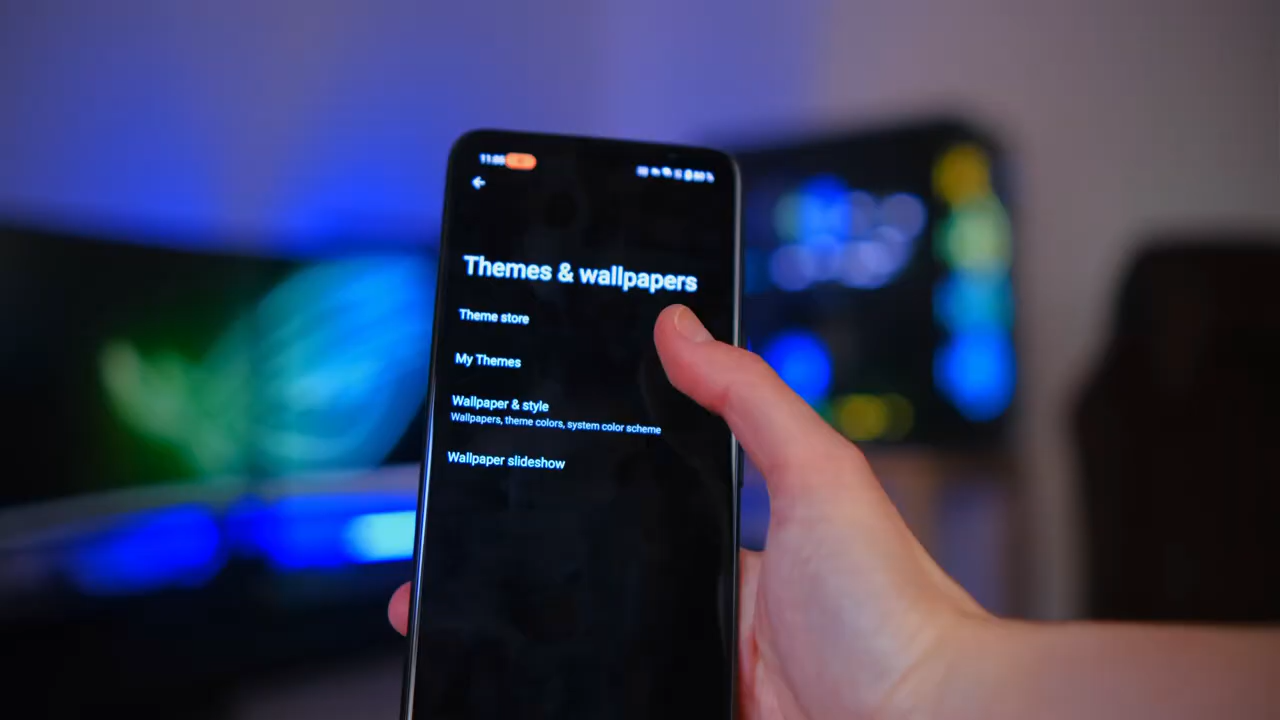 Themes & wallpapers
Theme store
My Themes
Wallpaper & style
Wallpapers, theme colors, system color scheme
Wallpaper slideshow